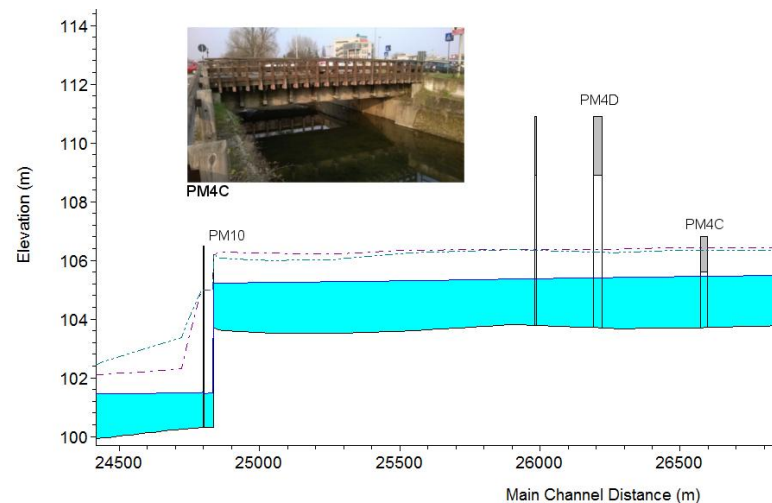 114
112
110
108
106
104
102
100
Elevation (m)
PM4C
PM10
PM4D
PM4C
24500
25000
25500
26000
26500
Main Channel Distance (m)